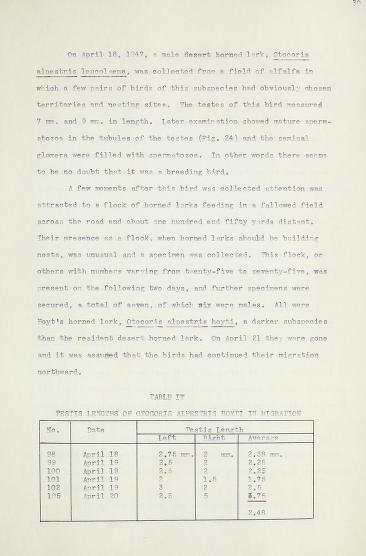 On April 18, 1947, a male desert horned lark, Otocoris
alpestris leucolaema, was collected from a field of alfalfa in
which a few pairs of birds of this subspecies had obviously chosen
territories and nesting sites. The testes of this bird measured
7 mm. and 9 mm. in length. Later examination showed mature sperm-
atozoa in the tubules of the testes (Fig. 24) and the seminal
glomera were filled with spermatozoa. In other words there seems
to be no doubt that it was a breeding bird.
A few moments after this bird was collected attention was
attracted to a flock of horned larks feeding in a fallowed field
across the road and about one hundred and fifty yards distant.
Their presence as a flock, when horned larks should be building
nests, was unusual and a specimen was collected. This flock, or
others with numbers varying from twenty-five to seventy-five, was
present on the following two days, and further specimens were
secured, a total of seven, of which six were males. All were
Hoyt's horned lark, Otocoris alpestris hoyti, a darker subspecies
than the resident desert horned lark. On April 21 they were gone
and it was assumed that the birds had continued their migration
northward.
TABLE IV
TESTIS LENGTHS OF OTOCORIS ALPESTRIS HOYTI IN MIGRATION
No. Date Testis Length
Left Right Average
98 April 18 2.75 mm. 2 mm. 2.38 mm.
99 April 19 2.5 2 2.25
100 April 19 2.5 2 2.25
101 April 19 2 1.5 1.75
102 April 19 3 2 2.5
105 April 20 2.5 5 3.75
2.48